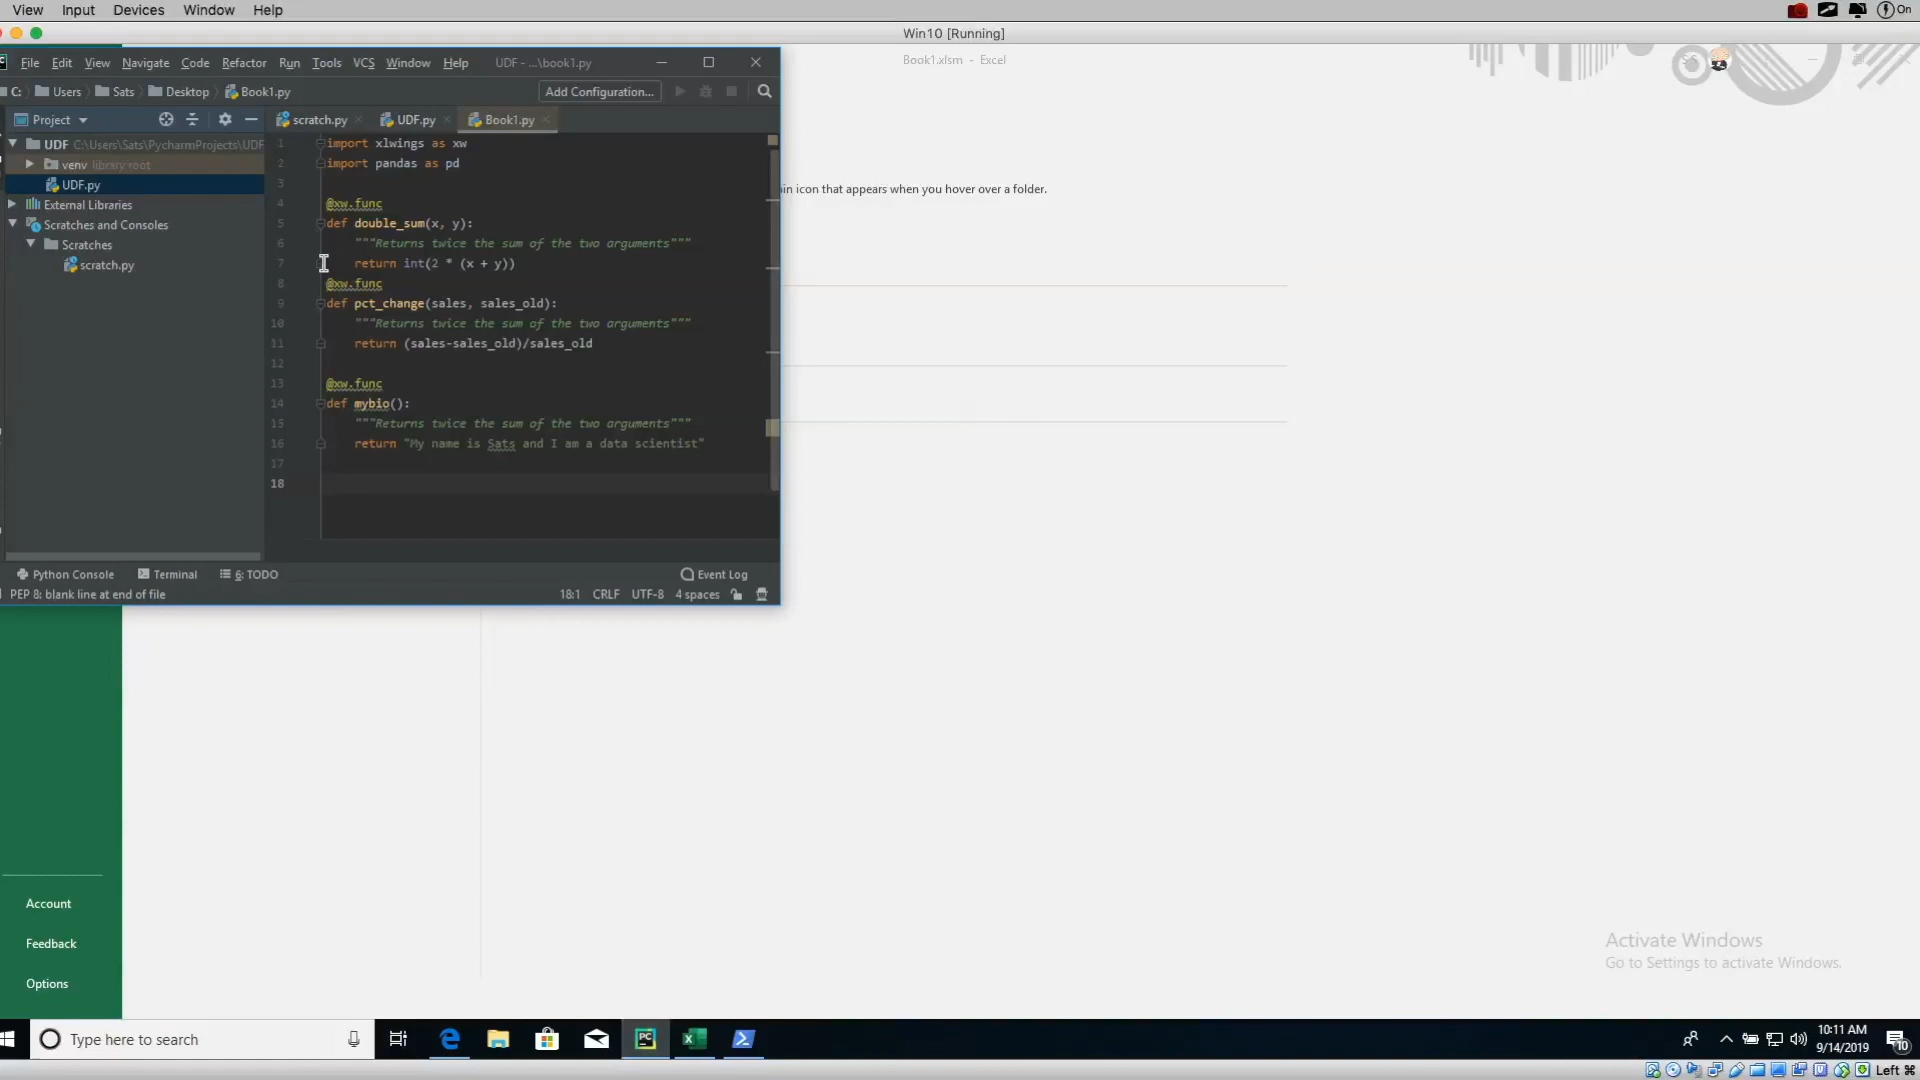 View Input Devices Window Help
On
Win10 [Running]
Book1.xlsm - Excel
File Edit View Navigate Code Refactor Run Tools VCS Window Help UDF - ...\book1.py
C: Users Sats Desktop Book1.py Add Configuration...
Project scratch.py UDF.py Book1.py
UDF C:\Users\Sats\PycharmProjects\UDF
venv library root
UDF.py
External Libraries
Scratches and Consoles
Scratches
scratch.py
1 import xlwings as xw
2 import pandas as pd
3
4 @xw.func
5 def double_sum(x, y):
6 """Returns twice the sum of the two arguments"""
7 return int(2 * (x + y))
8 @xw.func
9 def pct_change(sales, sales_old):
10 """Returns twice the sum of the two arguments"""
11 return (sales-sales_old)/sales_old
12
13 @xw.func
14 def mybio():
15 """Returns twice the sum of the two arguments"""
16 return "My name is Sats and I am a data scientist"
17
18
icon that appears when you hover over a folder.
Python Console Terminal 6: TODO Event Log
PEP 8: blank line at end of file 18:1 CRLF UTF-8 4 spaces
Account
Feedback
Options
Activate Windows
Go to Settings to activate Windows.
Type here to search
10:11 AM
9/14/2019
10
Left ⌘